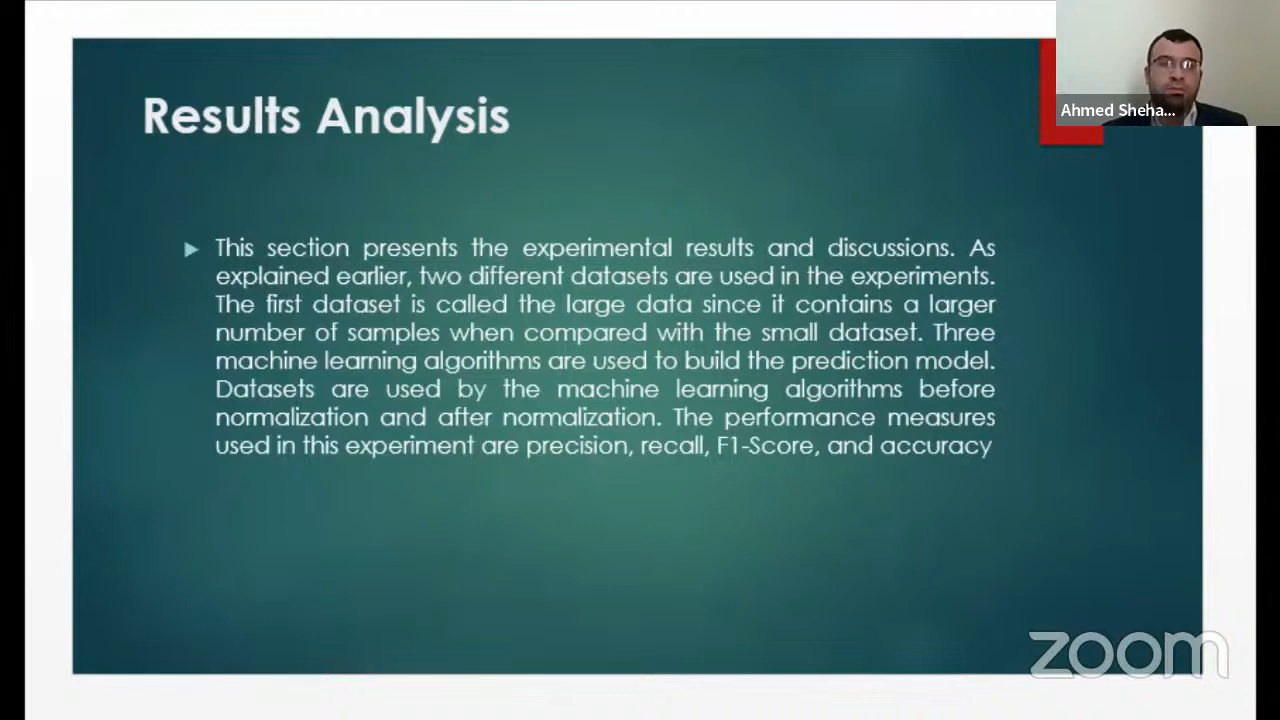 Results Analysis
Ahmed Sheha...
This section presents the experimental results and discussions. As
explained earlier, two different datasets are used in the experiments.
The first dataset is called the large data since it contains a larger
number of samples when compared with the small dataset. Three
machine learning algorithms are used to build the prediction model.
Datasets are used by the machine learning algorithms before
normalization and after normalization. The performance measures
used in this experiment are precision, recall, F1-Score, and accuracy
zoom